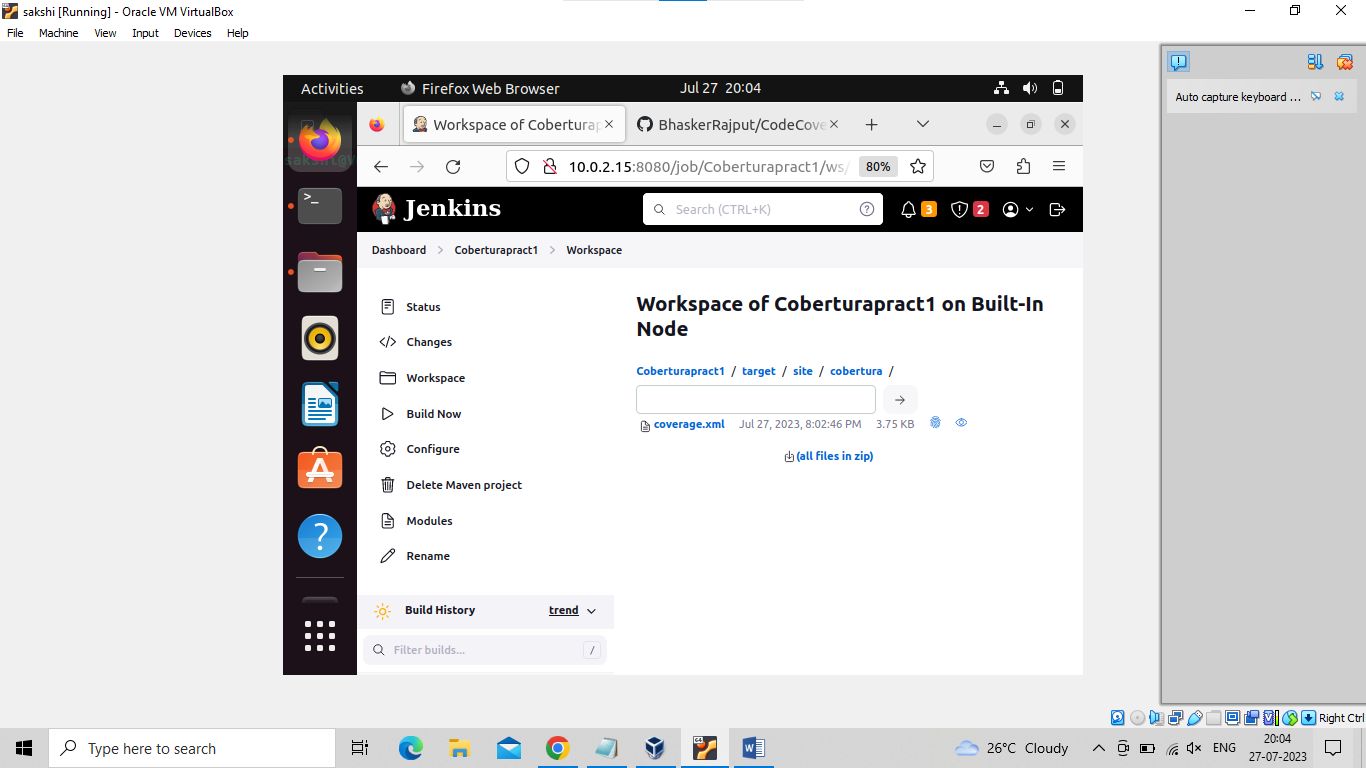 sakshi [Running] - Oracle VM VirtualBox
File Machine View Input Devices Help
Auto capture keyboard ...
Activities Firefox Web Browser Jul 27 20:04
Workspace of Coberturap
BhaskerRajput/CodeCove
10.0.2.15:8080/job/Coberturapract1/ws/ 80%
Jenkins Search (CTRL+K) ? 3 2
Dashboard Coberturapract1 Workspace
Status
Changes
Workspace
Build Now
Configure
Delete Maven project
Modules
Rename
Build History trend
Filter builds... /
Workspace of Coberturapract1 on Built-In
Node
Coberturapract1 / target / site / cobertura /
coverage.xml Jul 27, 2023, 8:02:46 PM 3.75 KB
(all files in zip)
Right Ctrl
Type here to search
26°C Cloudy
ENG
20:04
27-07-2023